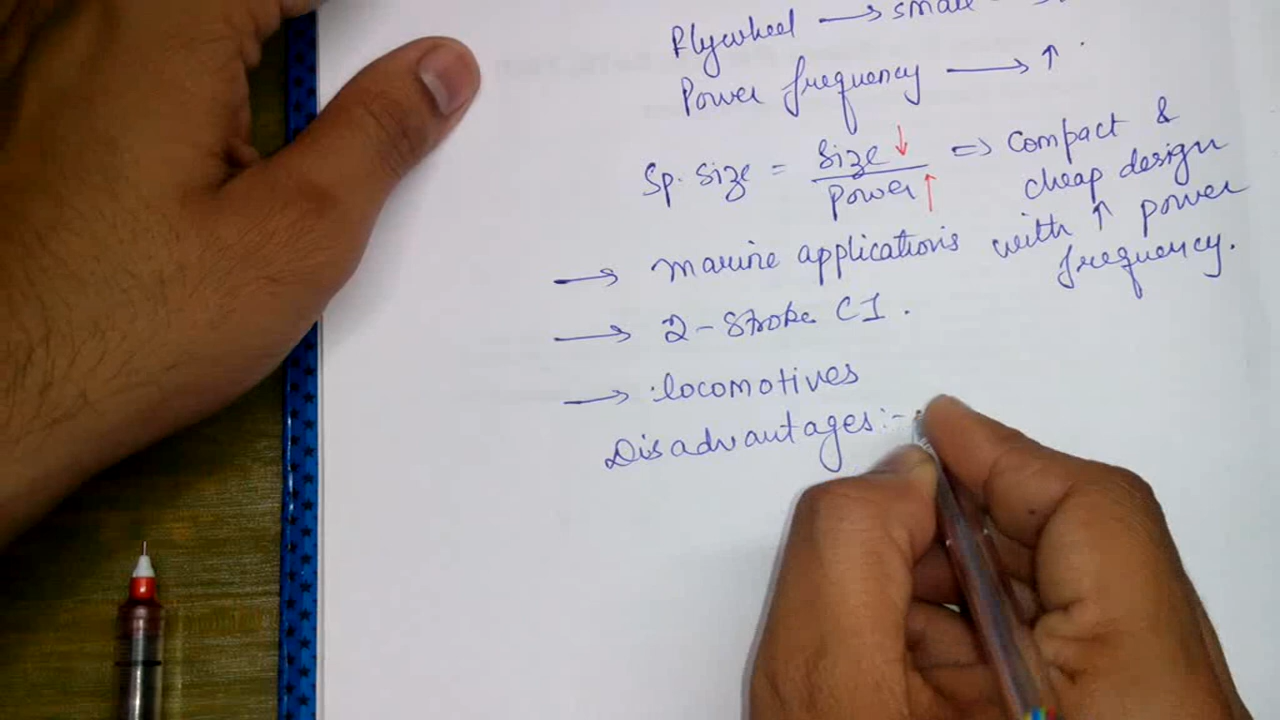 Flywheel → small
Power frequency → ↑ .
Sp. Size = Size ↓ / Power ↑ ⇒ Compact &
cheap design
→ marine applications with ↑ power
frequency.
→ 2-Stroke CI .
→ locomotives
Disadvantages :-